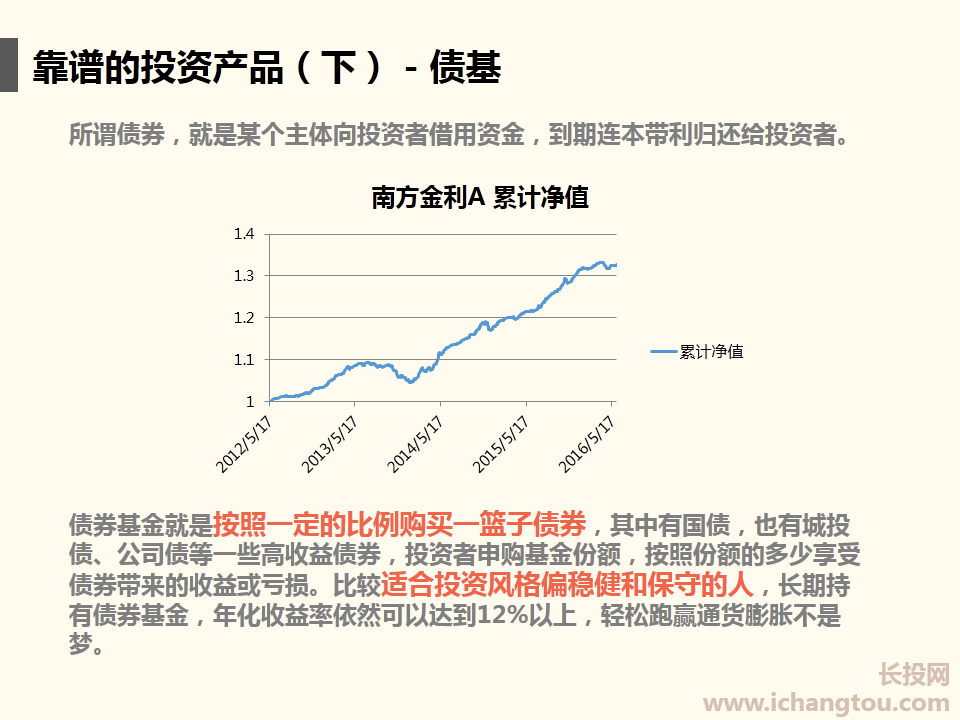 靠谱的投资产品（下）- 债基
所谓债券，就是某个主体向投资者借用资金，到期连本带利归还给投资者。
南方金利A 累计净值
1.4
1.3
1.2
1.1
1
2012/5/17
2013/5/17
2014/5/17
2015/5/17
2016/5/17
累计净值
债券基金就是按照一定的比例购买一篮子债券，其中有国债，也有城投
债、公司债等一些高收益债券，投资者申购基金份额，按照份额的多少享受
债券带来的收益或亏损。比较适合投资风格偏稳健和保守的人，长期持
有债券基金，年化收益率依然可以达到12%以上，轻松跑赢通货膨胀不是
梦。
长投网
www.ichangtou.com